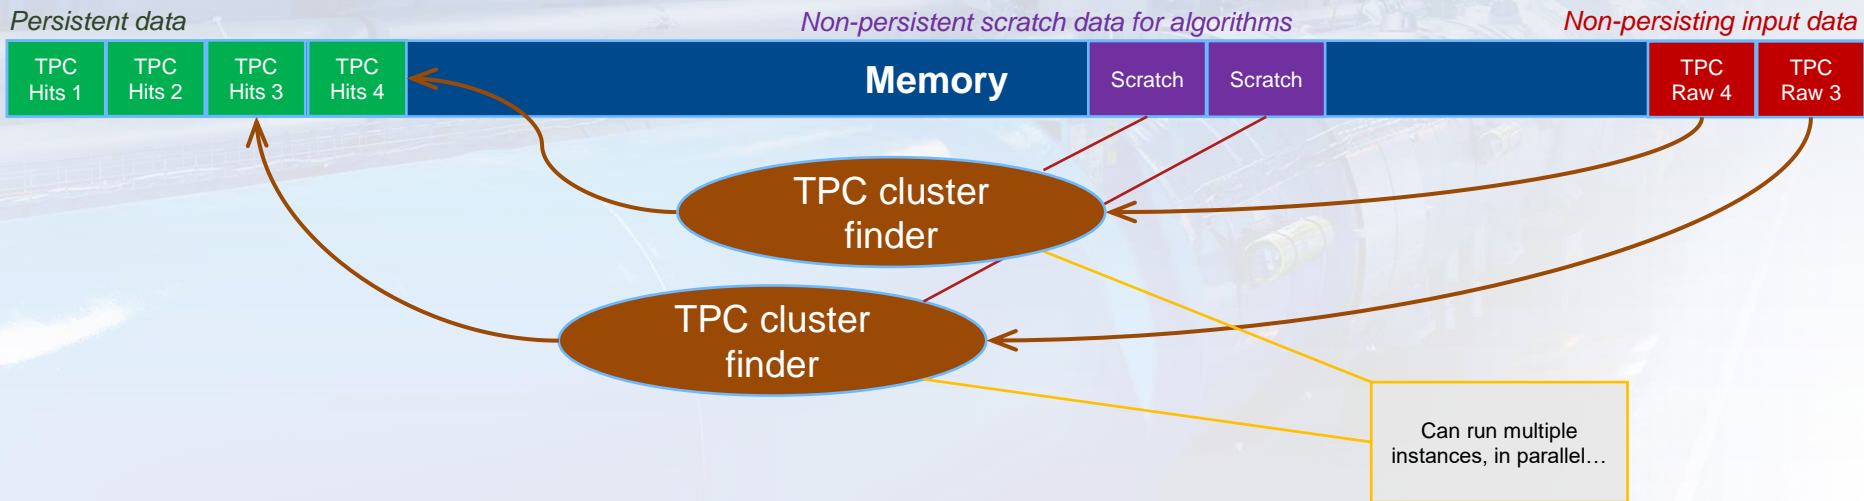 Persistent data
Non-persistent scratch data for algorithms
Non-persisting input data
TPC
Hits 1
TPC
Hits 2
TPC
Hits 3
TPC
Hits 4
Memory
Scratch
Scratch
TPC
Raw 4
TPC
Raw 3
TPC cluster
finder
TPC cluster
finder
Can run multiple
instances, in parallel…